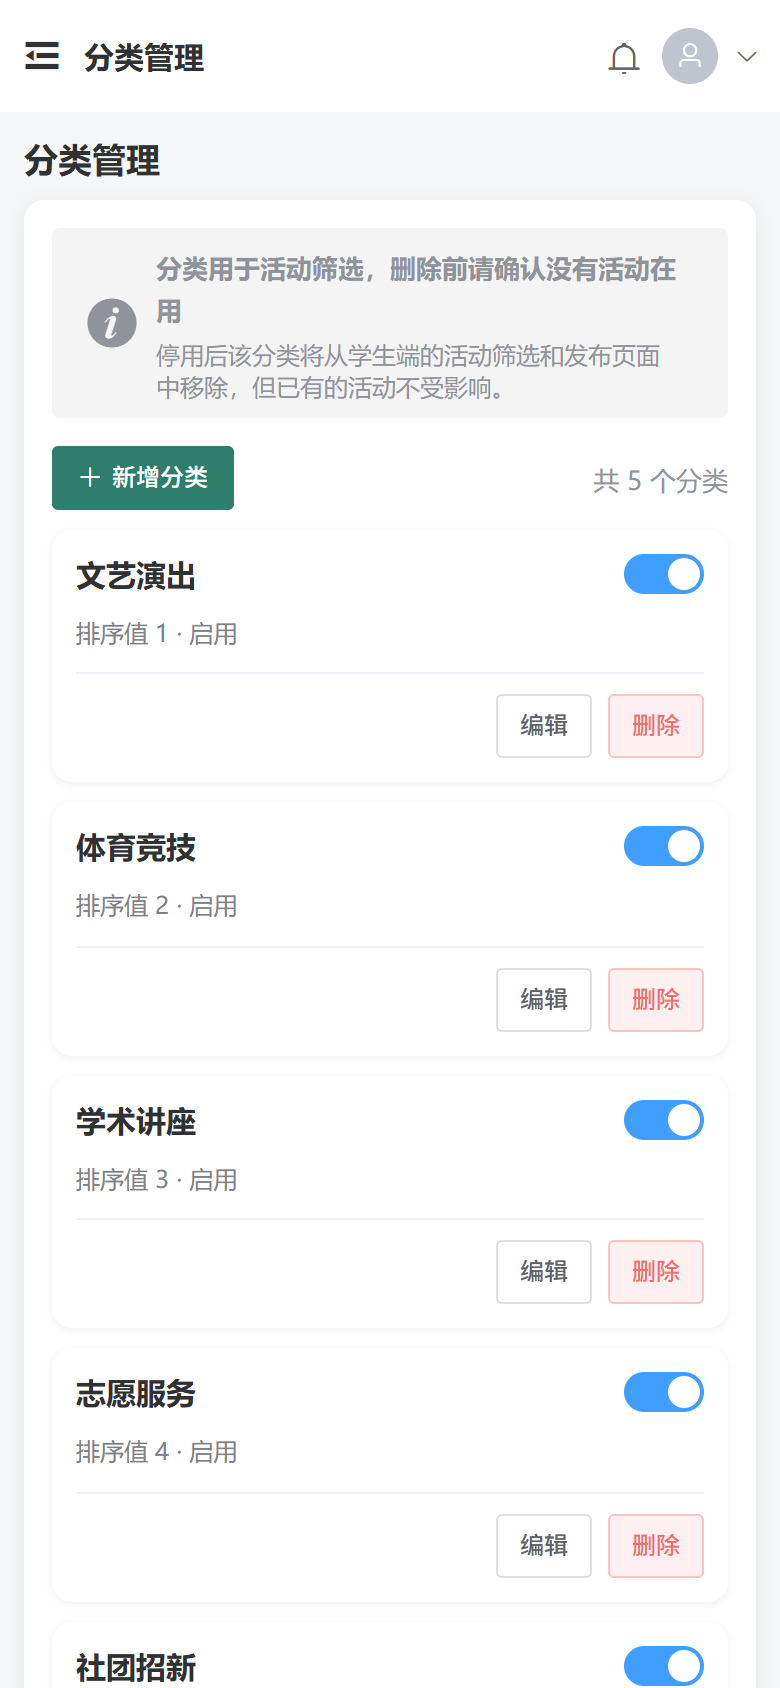 分类管理
分类管理
分类用于活动筛选，删除前请确认没有活动在
用
停用后该分类将从学生端的活动筛选和发布页面
中移除，但已有的活动不受影响。
新增分类
共 5 个分类
文艺演出
排序值 1 · 启用
编辑
删除
体育竞技
排序值 2 · 启用
编辑
删除
学术讲座
排序值 3 · 启用
编辑
删除
志愿服务
排序值 4 · 启用
编辑
删除
社团招新